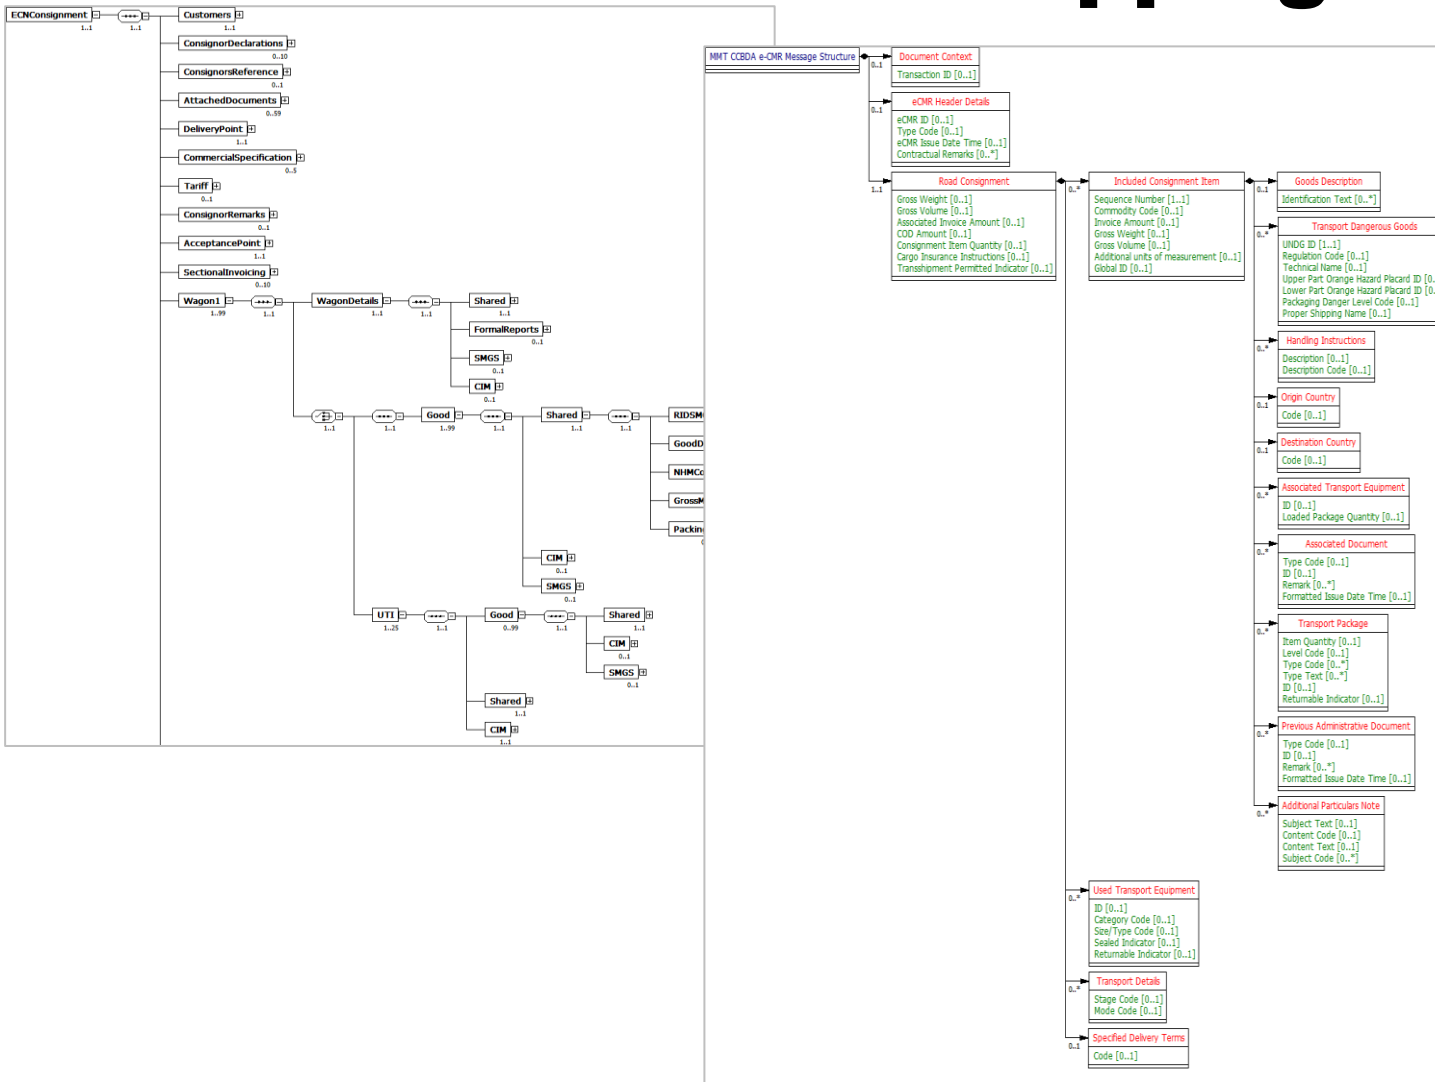 ECNConsignment
1..1
1..1
Customers
1..1
ConsignorDeclarations
0..10
ConsignorsReference
0..1
AttachedDocuments
0..59
DeliveryPoint
1..1
CommercialSpecification
0..5
Tariff
0..1
ConsignorRemarks
0..1
AcceptancePoint
1..1
SectionalInvoicing
0..10
Wagon1
1..99
1..1
WagonDetails
1..1
1..1
Shared
1..1
FormalReports
0..1
SMGS
0..1
CIM
0..1
1..1
1..1
Good
1..99
1..1
Shared
1..1
1..1
CIM
0..1
SMGS
0..1
UTI
1..25
1..1
Good
0..99
1..1
Shared
1..1
CIM
0..1
SMGS
0..1
Shared
1..1
CIM
1..1
MMT CCBDA e-CMR Message Structure
0..1
Document Context
Transaction ID [0..1]
0..1
eCMR Header Details
eCMR ID [0..1]
Type Code [0..1]
eCMR Issue Date Time [0..1]
Contractual Remarks [0..*]
1..1
Road Consignment
Gross Weight [0..1]
Gross Volume [0..1]
Associated Invoice Amount [0..1]
COD Amount [0..1]
Consignment Item Quantity [0..1]
Cargo Insurance Instructions [0..1]
Transshipment Permitted Indicator [0..1]
0..*
Included Consignment Item
Sequence Number [1..1]
Commodity Code [0..1]
Invoice Amount [0..1]
Gross Weight [0..1]
Gross Volume [0..1]
Additional units of measurement [0..1]
Global ID [0..1]
0..1
Goods Description
Identification Text [0..*]
0..*
Transport Dangerous Goods
UNDG ID [1..1]
Regulation Code [0..1]
Technical Name [0..1]
Upper Part Orange Hazard Placard ID
Lower Part Orange Hazard Placard ID
Packaging Danger Level Code [0..1]
Proper Shipping Name [0..1]
0..*
Handling Instructions
Description [0..1]
Description Code [0..1]
0..1
Origin Country
Code [0..1]
0..1
Destination Country
Code [0..1]
0..*
Associated Transport Equipment
ID [0..1]
Loaded Package Quantity [0..1]
0..*
Associated Document
Type Code [0..1]
ID [0..1]
Remark [0..*]
Formatted Issue Date Time [0..1]
0..*
Transport Package
Item Quantity [0..1]
Level Code [0..1]
Type Code [0..*]
Type Text [0..*]
ID [0..1]
Returnable Indicator [0..1]
0..*
Previous Administrative Document
Type Code [0..1]
ID [0..1]
Remark [0..*]
Formatted Issue Date Time [0..1]
0..*
Additional Particulars Note
Subject Text [0..1]
Content Code [0..1]
Content Text [0..1]
Subject Code [0..*]
0..*
Used Transport Equipment
ID [0..1]
Category Code [0..1]
Size/Type Code [0..1]
Sealed Indicator [0..1]
Returnable Indicator [0..1]
0..*
Transport Details
Stage Code [0..1]
Mode Code [0..1]
0..1
Specified Delivery Terms
Code [0..1]